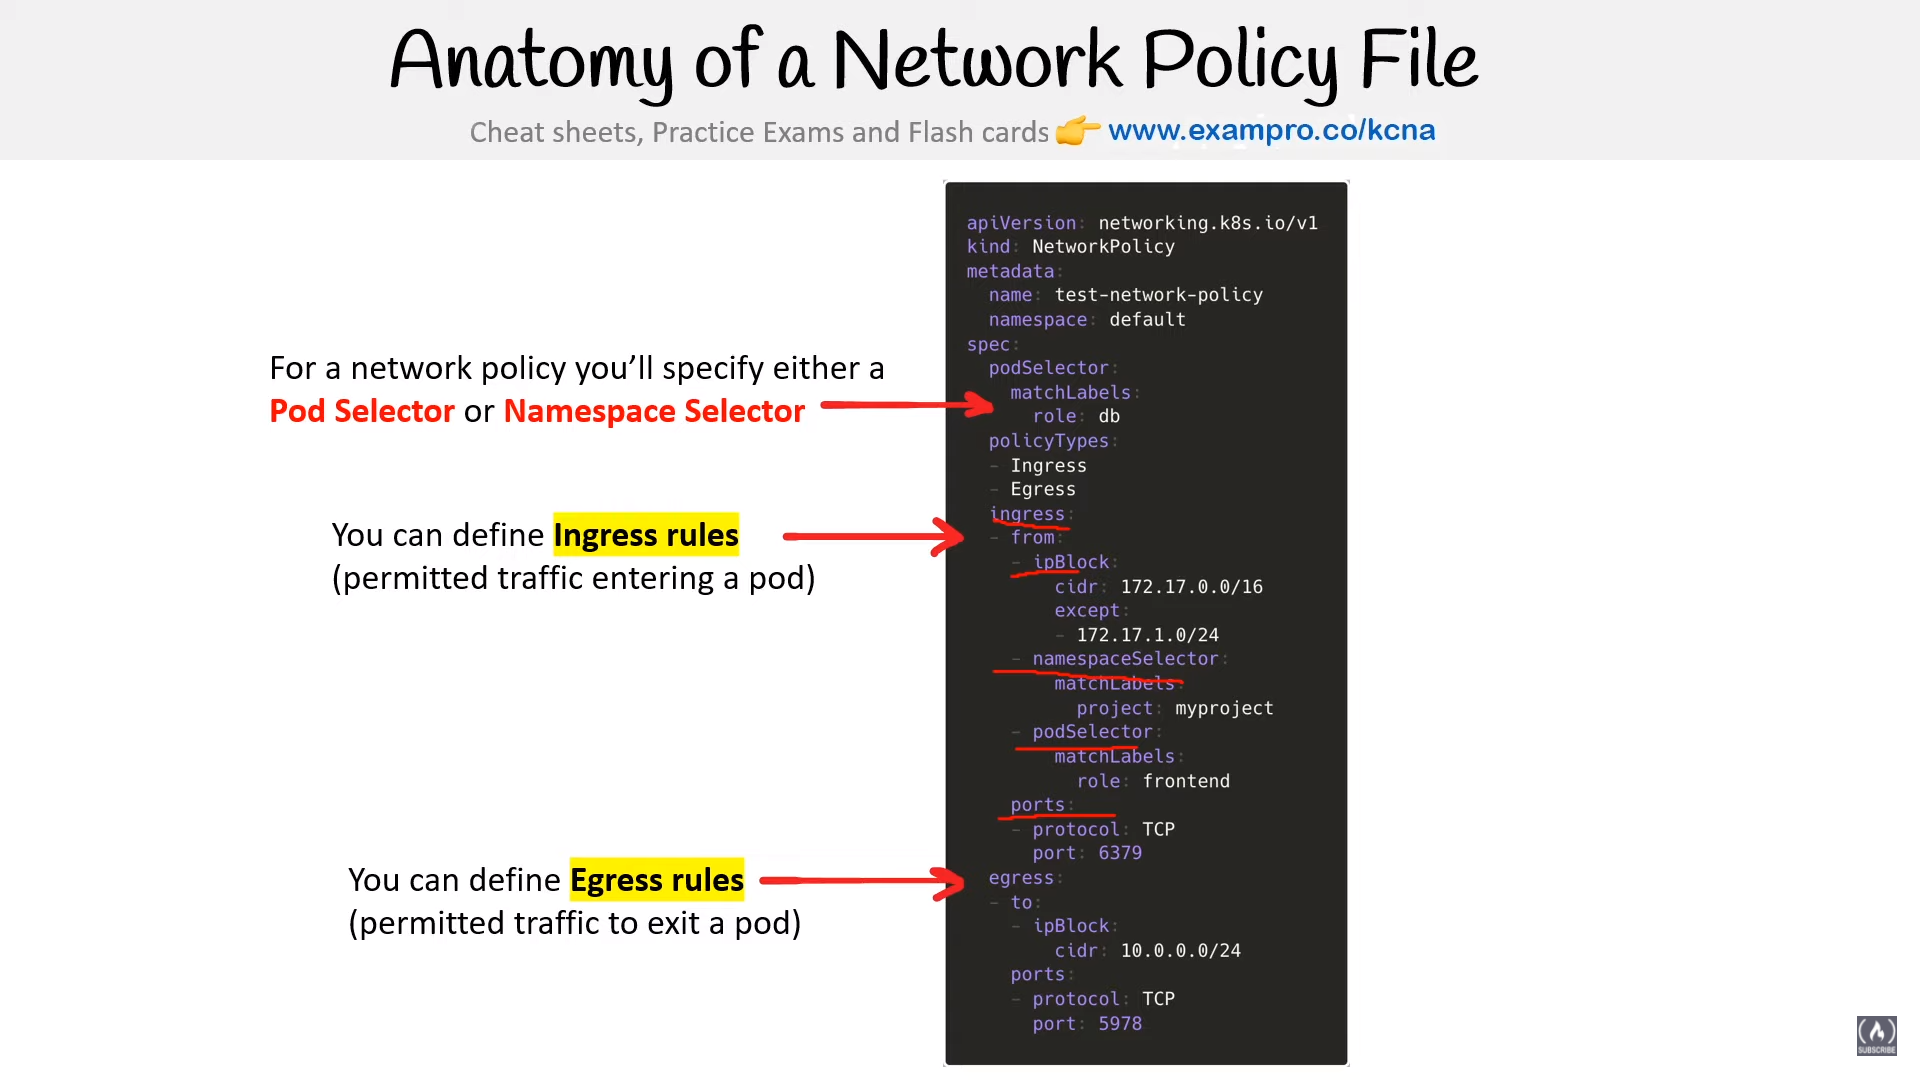 Anatomy of a Network Policy File
Cheat sheets, Practice Exams and Flash cards 👉 www.exampro.co/kcna
For a network policy you’ll specify either a
Pod Selector or Namespace Selector
You can define Ingress rules
(permitted traffic entering a pod)
You can define Egress rules
(permitted traffic to exit a pod)
apiVersion: networking.k8s.io/v1
kind: NetworkPolicy
metadata:
  name: test-network-policy
  namespace: default
spec:
  podSelector:
    matchLabels:
      role: db
  policyTypes:
  - Ingress
  - Egress
  ingress:
  - from:
    - ipBlock:
        cidr: 172.17.0.0/16
        except:
        - 172.17.1.0/24
    - namespaceSelector:
        matchLabels:
          project: myproject
    - podSelector:
        matchLabels:
          role: frontend
    ports:
    - protocol: TCP
      port: 6379
  egress:
  - to:
    - ipBlock:
        cidr: 10.0.0.0/24
    ports:
    - protocol: TCP
      port: 5978
SUBSCRIBE